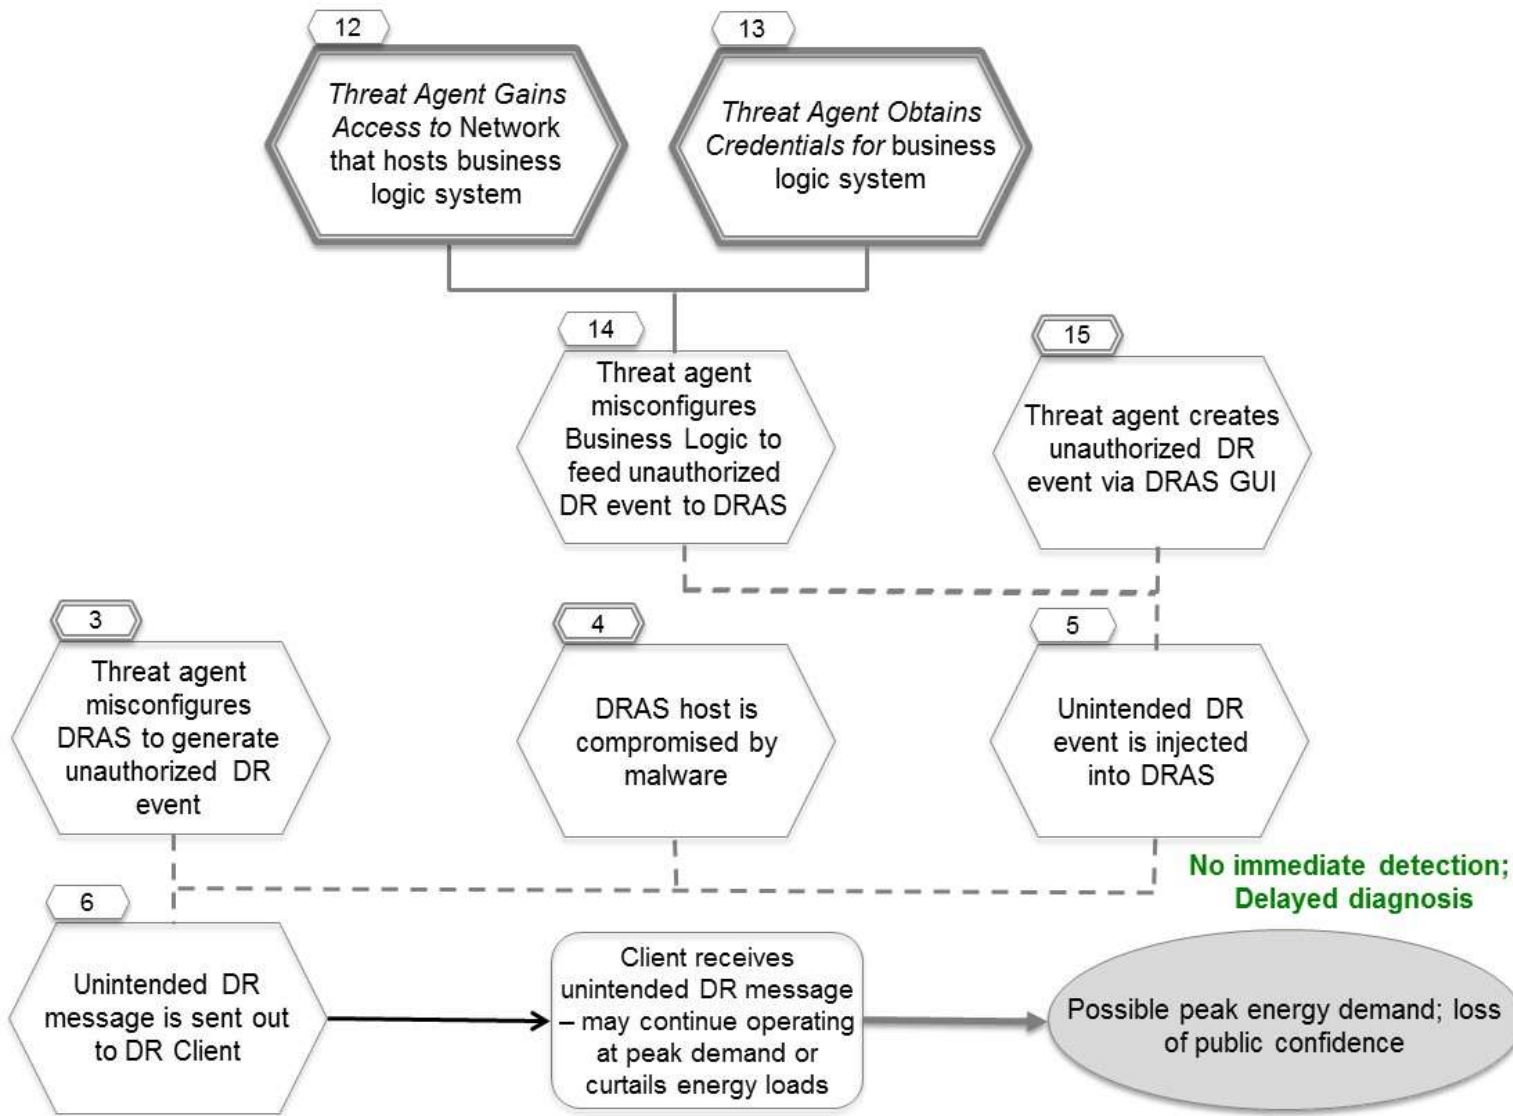 12
Threat Agent Gains
Access to Network
that hosts business
logic system
13
Threat Agent Obtains
Credentials for business
logic system
14
Threat agent
misconfigures
Business Logic to
feed unauthorized
DR event to DRAS
15
Threat agent creates
unauthorized DR
event via DRAS GUI
3
Threat agent
misconfigures
DRAS to generate
unauthorized DR
event
4
DRAS host is
compromised by
malware
5
Unintended DR
event is injected
into DRAS
No immediate detection;
Delayed diagnosis
6
Unintended DR
message is sent out
to DR Client
Client receives
unintended DR message
– may continue operating
at peak demand or
curtails energy loads
Possible peak energy demand; loss
of public confidence